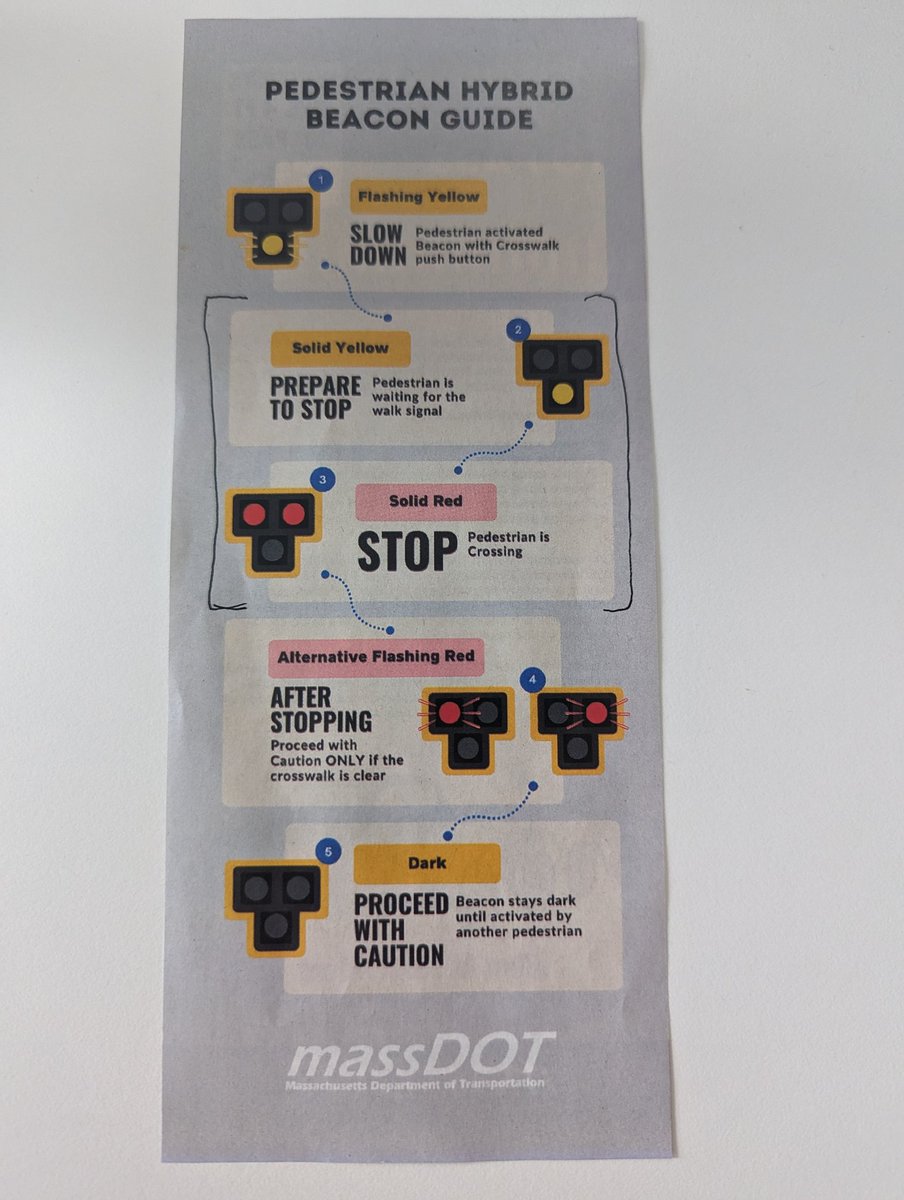 PEDESTRIAN HYBRID
BEACON GUIDE
1
Flashing Yellow
SLOW
DOWN
Pedestrian activated
Beacon with Crosswalk
push button
2
Solid Yellow
PREPARE
TO STOP
Pedestrian is
waiting for the
walk signal
3
Solid Red
STOP
Pedestrian is
Crossing
Alternative Flashing Red
4
AFTER
STOPPING
Proceed with
Caution ONLY if the
crosswalk is clear
5
Dark
PROCEED
WITH
CAUTION
Beacon stays dark
until activated by
another pedestrian
massDOT
Massachusetts Department of Transportation